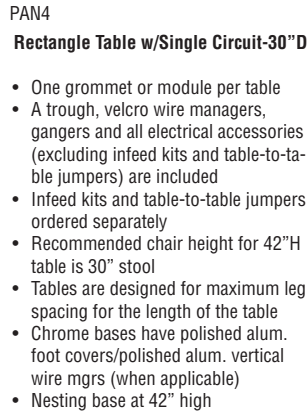 PAN4
Rectangle Table w/Single Circuit-30”D
• One grommet or module per table
• A trough, velcro wire managers,
gangers and all electrical accessories
(excluding infeed kits and table-to-ta-
ble jumpers) are included
• Infeed kits and table-to-table jumpers
ordered separately
• Recommended chair height for 42”H
table is 30” stool
• Tables are designed for maximum leg
spacing for the length of the table
• Chrome bases have polished alum.
foot covers/polished alum. vertical
wire mgrs (when applicable)
• Nesting base at 42” high